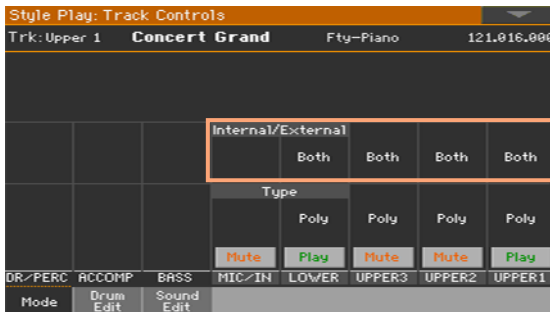 Style Play: Track Controls
Trk:Upper 1 Concert Grand Fty-Piano 121.016.000
Internal/External
Both Both Both Both
Type
Poly Poly Poly Poly
Mute Play Mute Mute Play
DR/PERC ACCOMP BASS MIC/IN LOWER UPPER3 UPPER2 UPPER1
Mode Drum Edit Sound Edit